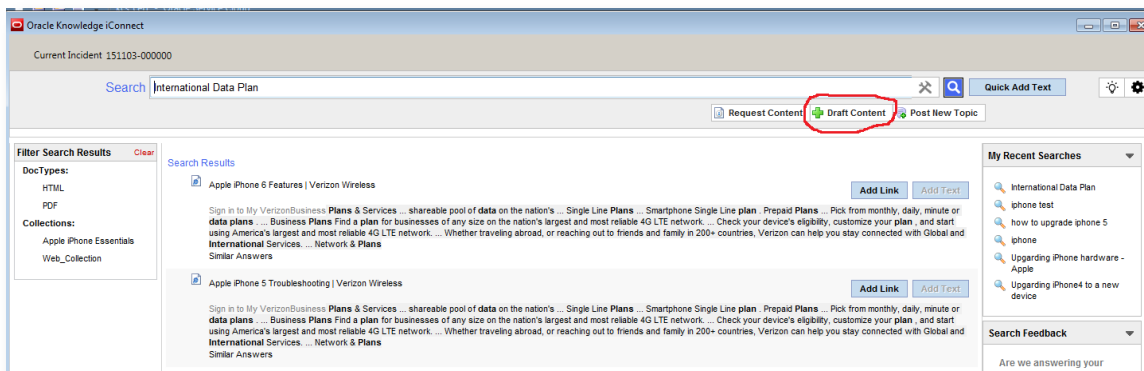 Oracle Knowledge iConnect
Current Incident 151103-000000
Search International Data Plan Quick Add Text
Request Content Draft Content Post New Topic
Filter Search Results Clear
DocTypes:
HTML
PDF
Collections:
Apple iPhone Essentials
Web_Collection
Search Results
Apple iPhone 6 Features | Verizon Wireless
Add Link Add Text
Sign in to My VerizonBusiness Plans & Services ... shareable pool of data on the nation's ... Single Line Plans ... Smartphone Single Line plan . Prepaid Plans ... Pick from monthly, daily, minute or
data plans . ... Business Plans Find a plan for businesses of any size on the nation's largest and most reliable 4G LTE network. ... Check your device's eligibility, customize your plan , and start
using America's largest and most reliable 4G LTE network. ... Whether traveling abroad, or reaching out to friends and family in 200+ countries, Verizon can help you stay connected with Global and
International Services. ... Network & Plans
Similar Answers
Apple iPhone 5 Troubleshooting | Verizon Wireless
Add Link Add Text
Sign in to My VerizonBusiness Plans & Services ... shareable pool of data on the nation's ... Single Line Plans ... Smartphone Single Line plan . Prepaid Plans ... Pick from monthly, daily, minute or
data plans . ... Business Plans Find a plan for businesses of any size on the nation's largest and most reliable 4G LTE network. ... Check your device's eligibility, customize your plan , and start
using America's largest and most reliable 4G LTE network. ... Whether traveling abroad, or reaching out to friends and family in 200+ countries, Verizon can help you stay connected with Global and
International Services. ... Network & Plans
Similar Answers
My Recent Searches
International Data Plan
iphone test
how to upgrade iphone 5
iphone
Upgarding iPhone hardware -
Apple
Upgarding iPhone4 to a new
device
Search Feedback
Are we answering your